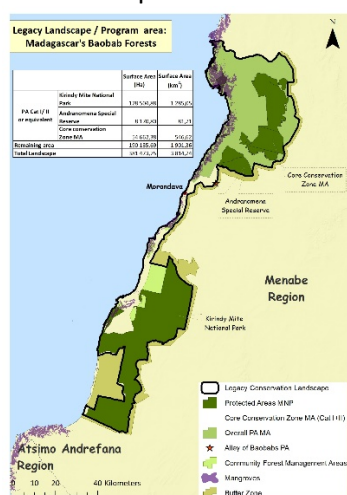 Legacy Landscape / Program area:
Madagascar's Baobab Forests
N
Surface Area
(Ha)
Surface Area
(km²)
PA Cat I/ II
or equivalent
Kirindy Mite National
Park
Andranomena Special
Reserve
Core conservation
Zone MA
Remaining area
Total Landscape
Morondava
Core Conservation
Zone MA
Andranomena
Special Reserve
Menabe
Region
Kirindy Mite
National Park
Legacy Conservation Landscape
Protected Areas MNP
Core Conservation Zone MA (Cat I+II)
Overall PA MA
Alley of Baobabs PA
Community Forest Management Areas
Mangroves
Buffer Zone
Atsimo Andrefana
Region
10 20 40 Kilometers